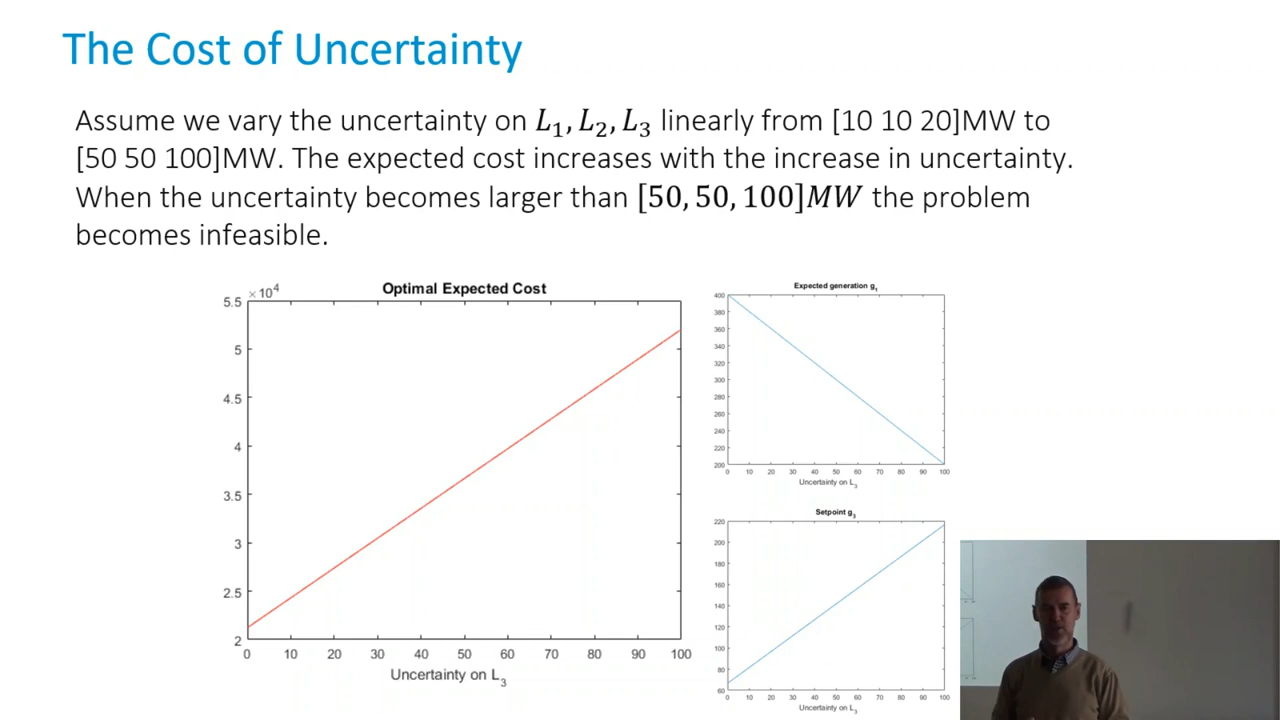 The Cost of Uncertainty
Assume we vary the uncertainty on L₁, L₂, L₃ linearly from [10 10 20]MW to
[50 50 100]MW. The expected cost increases with the increase in uncertainty.
When the uncertainty becomes larger than [50, 50, 100]MW the problem
becomes infeasible.
Optimal Expected Cost
×10⁴
5.5
5
4.5
4
3.5
3
2.5
2
0 10 20 30 40 50 60 70 80 90 100
Uncertainty on L₃
Expected generation g₁
400
380
360
340
320
300
280
260
240
220
200
0 10 20 30 40 50 60 70 80 90 100
Uncertainty on L₃
Setpoint g₃
220
200
180
160
140
120
100
80
60
0 10 20 30 40 50 60 70 80 90 100
Uncertainty on L₃